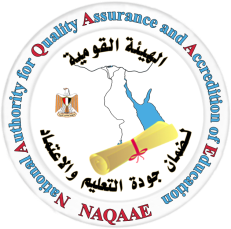 National Authority for Quality Assurance and Accreditation of Education
الهيئة القومية
لضمان جودة التعليم والاعتماد
NAQAAE